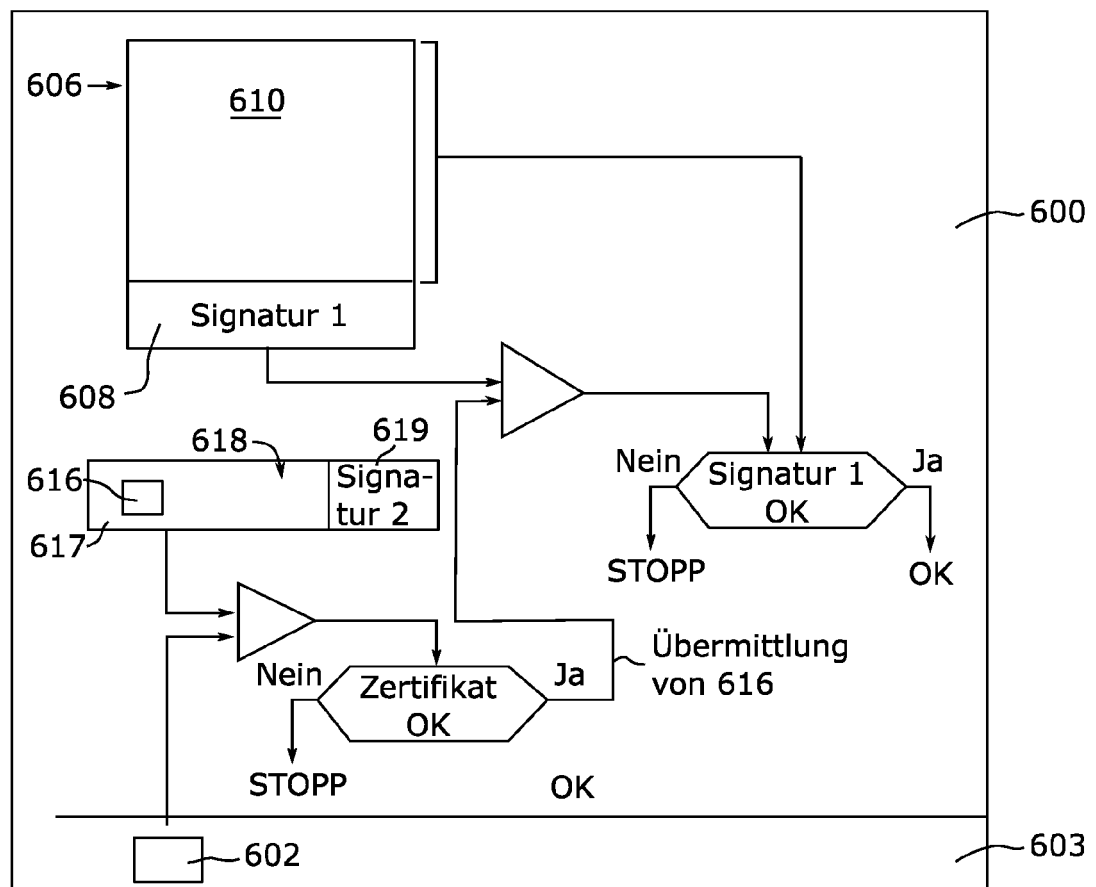 606
610
600
Signatur 1
608
618
619
616
Signa-
tur 2
617
Nein
Signatur 1
OK
Ja
STOPP
OK
Übermittlung
von 616
Nein
Zertifikat
OK
Ja
STOPP
OK
602
603